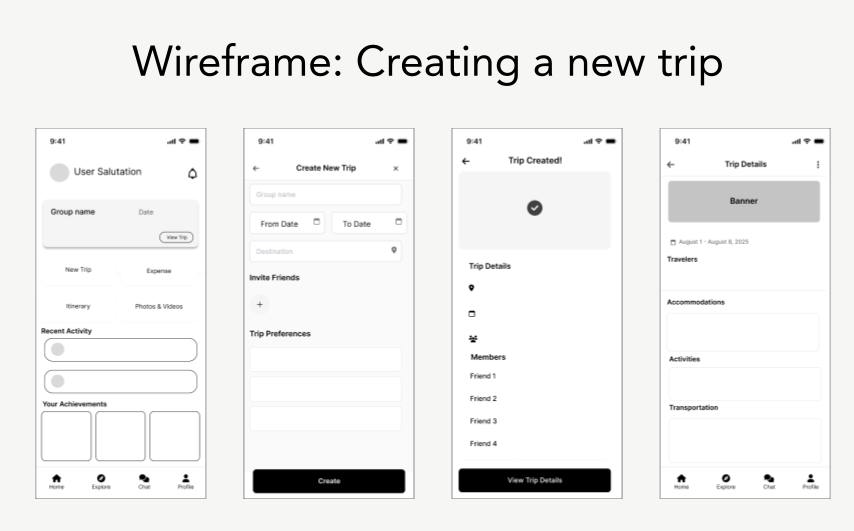 Wireframe: Creating a new trip
9:41
User Salutation
Group name Date
View Trip
New Trip Expense
Itinerary Photos & Videos
Recent Activity
Your Achievements
Home Explore Chat Profile
9:41
Create New Trip
Group name
From Date To Date
Destination
Invite Friends
Trip Preferences
Create
9:41
Trip Created!
Trip Details
Members
Friend 1
Friend 2
Friend 3
Friend 4
View Trip Details
9:41
Trip Details
Banner
August 1 - August 8, 2025
Travelers
Accommodations
Activities
Transportation
Home Explore Chat Profile